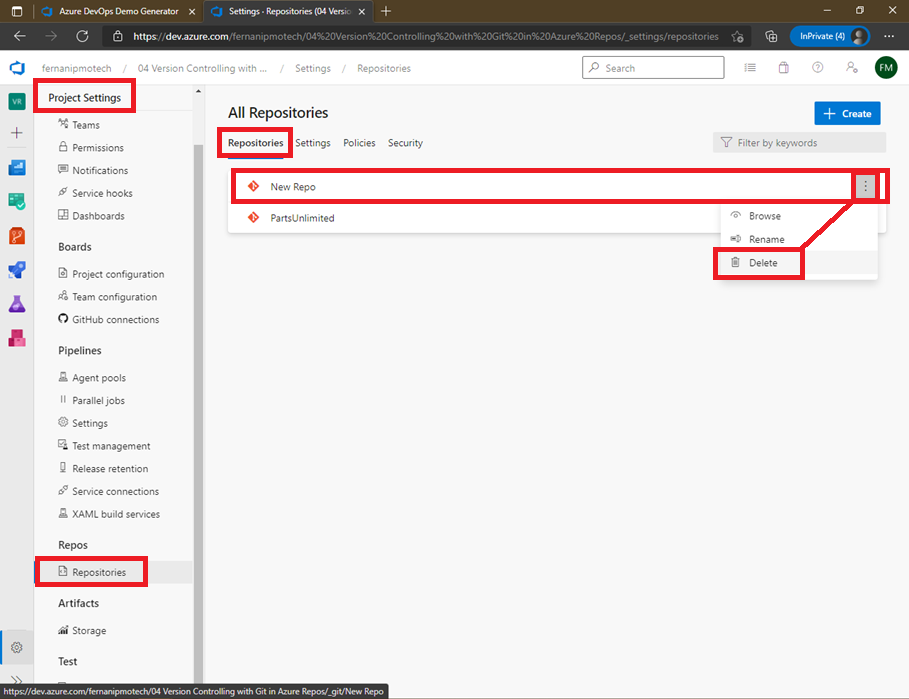 Azure DevOps Demo Generator
Settings · Repositories (04 Versio
https://dev.azure.com/fernanipmotech/04%20Version%20Controlling%20with%20Git%20in%20Azure%20Repos/_settings/repositories
InPrivate (4)
fernanipmotech / 04 Version Controlling with ... / Settings / Repositories
Search
FM
VR
Project Settings
Teams
Permissions
Notifications
Service hooks
Dashboards
Boards
Project configuration
Team configuration
GitHub connections
Pipelines
Agent pools
Parallel jobs
Settings
Test management
Release retention
Service connections
XAML build services
Repos
Repositories
Artifacts
Storage
Test
All Repositories
Create
Repositories Settings Policies Security
Filter by keywords
New Repo
PartsUnlimited
Browse
Rename
Delete
https://dev.azure.com/fernanipmotech/04 Version Controlling with Git in Azure Repos/_git/New Repo